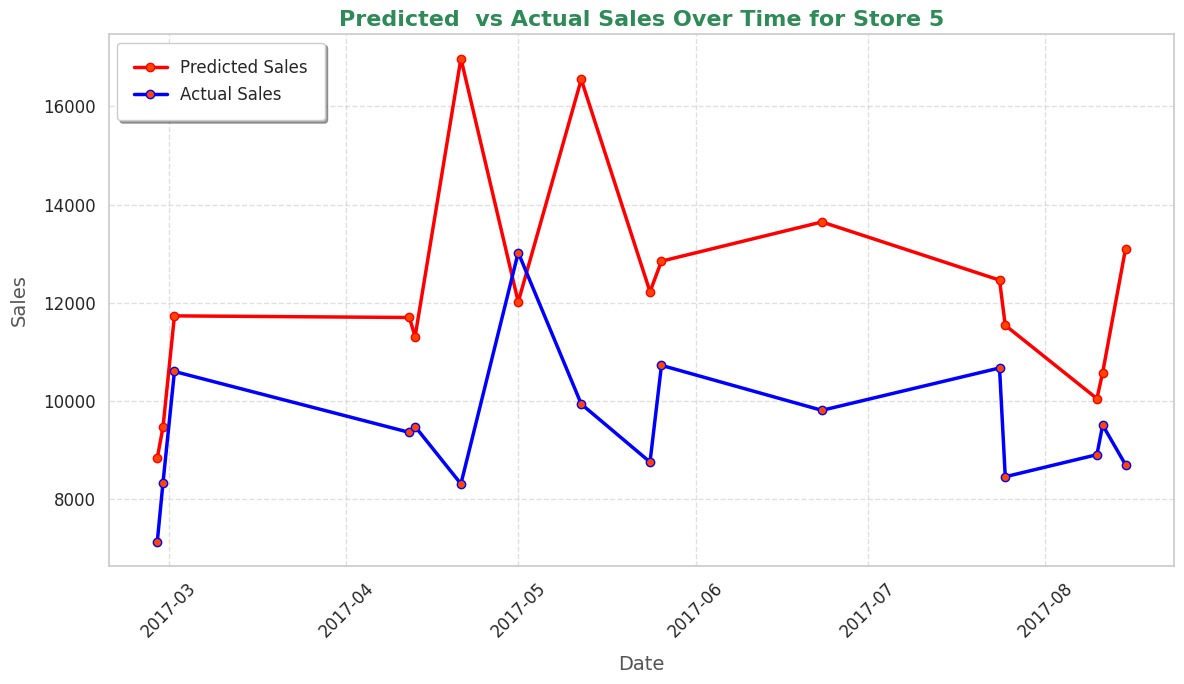 Predicted  vs Actual Sales Over Time for Store 5
Predicted Sales
Actual Sales
Sales
16000
14000
12000
10000
8000
2017-03
2017-04
2017-05
2017-06
2017-07
2017-08
Date